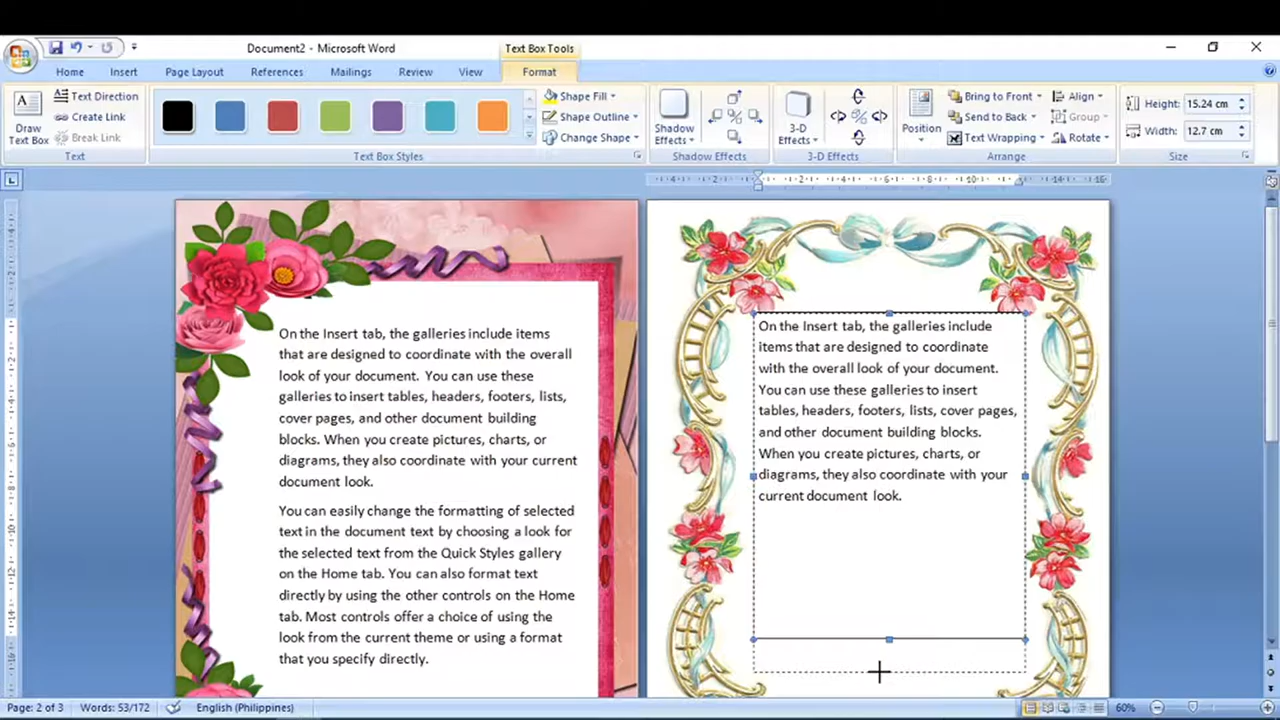 Document2 - Microsoft Word
Text Box Tools
Home
Insert
Page Layout
References
Mailings
Review
View
Format
Draw
Text Box
Text Direction
Create Link
Break Link
Text
Text Box Styles
Shape Fill
Shape Outline
Change Shape
Shadow
Effects
Shadow Effects
3-D
Effects
3-D Effects
Position
Bring to Front
Send to Back
Text Wrapping
Align
Group
Rotate
Arrange
Height: 15.24 cm
Width: 12.7 cm
Size
On the Insert tab, the galleries include items
that are designed to coordinate with the overall
look of your document. You can use these
galleries to insert tables, headers, footers, lists,
cover pages, and other document building
blocks. When you create pictures, charts, or
diagrams, they also coordinate with your current
document look.
You can easily change the formatting of selected
text in the document text by choosing a look for
the selected text from the Quick Styles gallery
on the Home tab. You can also format text
directly by using the other controls on the Home
tab. Most controls offer a choice of using the
look from the current theme or using a format
that you specify directly.
On the Insert tab, the galleries include
items that are designed to coordinate
with the overall look of your document.
You can use these galleries to insert
tables, headers, footers, lists, cover pages,
and other document building blocks.
When you create pictures, charts, or
diagrams, they also coordinate with your
current document look.
Page: 2 of 3
Words: 53/172
English (Philippines)
60%